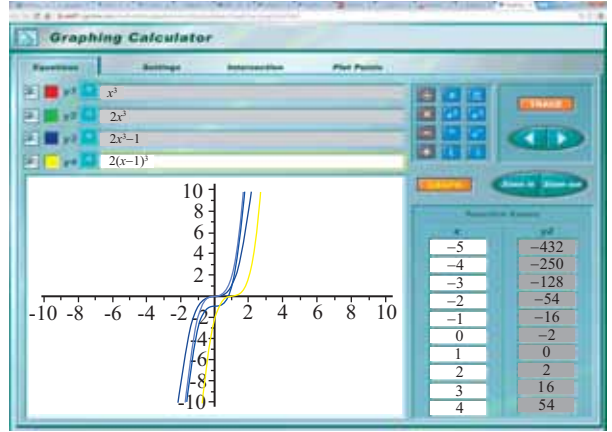 Graphing Calculator
Equations Settings Intersection Plot Points
y1 x³
y2 2x³
y3 2x³–1
y4 2(x–1)³
TRACE
GRAPH
Zoom in Zoom out
Function Values
10
8
6
4
2
-10 -8 -6 -4 -2 2 4 6 8 10
-2
-4
-6
-8
-10
x y4
–5 –432
–4 –250
–3 –128
–2 –54
–1 –16
0 –2
1 0
2 2
3 16
4 54